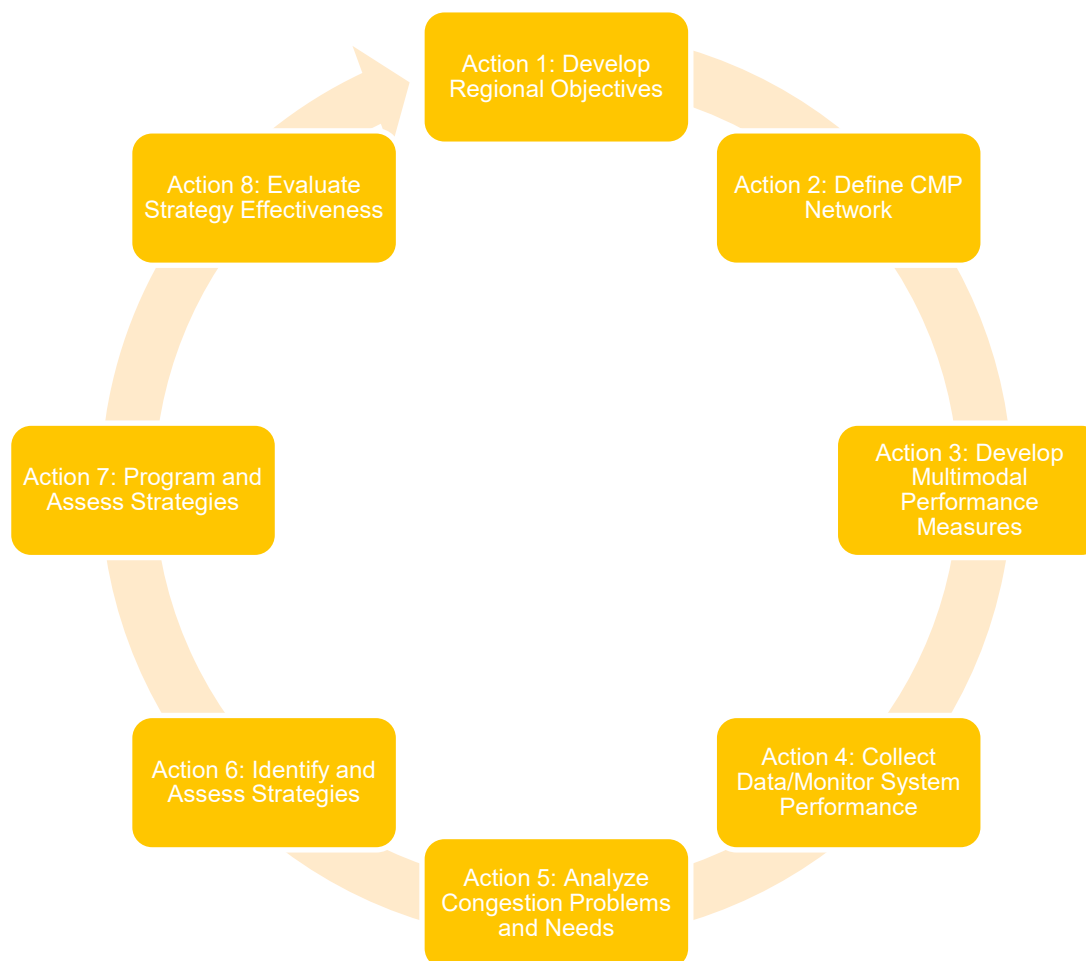 Action 1: Develop
Regional Objectives
Action 2: Define CMP
Network
Action 3: Develop
Multimodal
Performance
Measures
Action 4: Collect
Data/Monitor System
Performance
Action 5: Analyze
Congestion Problems
and Needs
Action 6: Identify and
Assess Strategies
Action 7: Program and
Assess Strategies
Action 8: Evaluate
Strategy Effectiveness